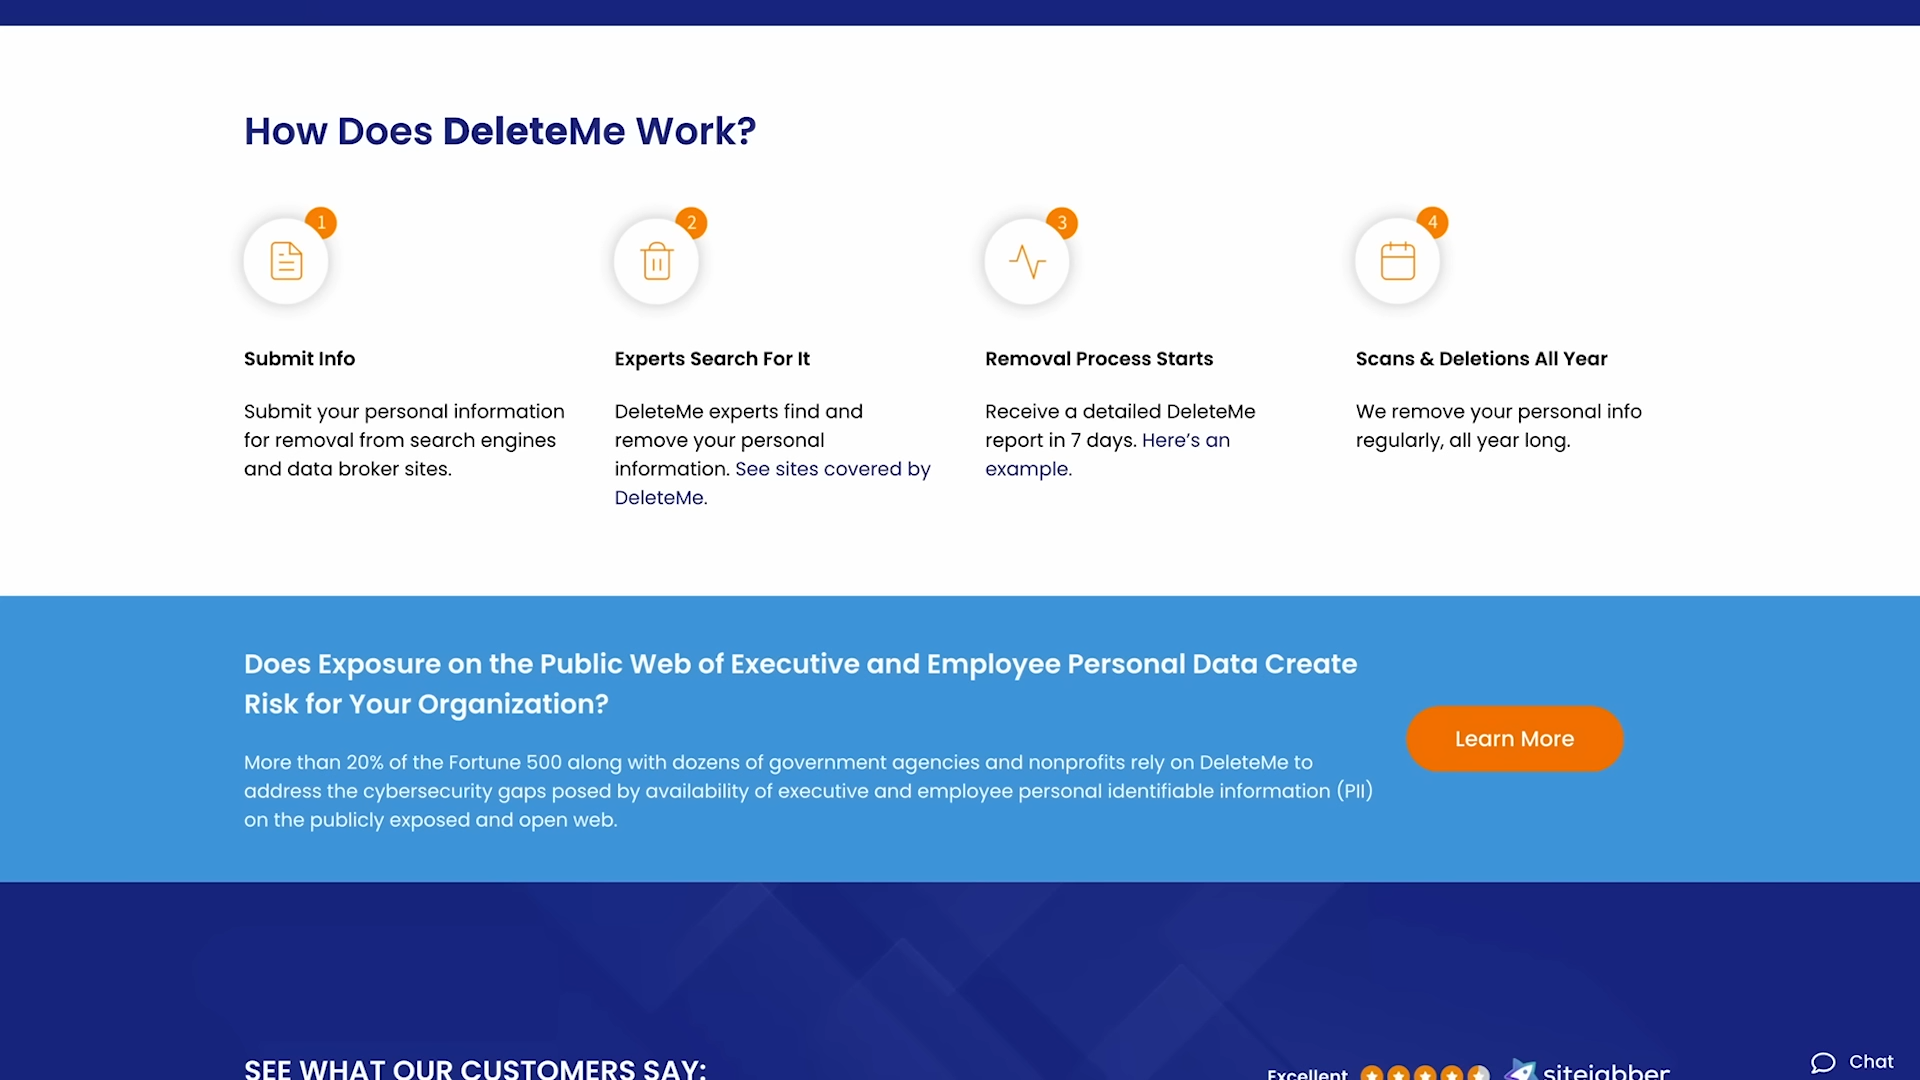 How Does DeleteMe Work?
1
2
3
4
Submit Info
Submit your personal information
for removal from search engines
and data broker sites.
Experts Search For It
DeleteMe experts find and
remove your personal
information. See sites covered by
DeleteMe.
Removal Process Starts
Receive a detailed DeleteMe
report in 7 days. Here’s an
example.
Scans & Deletions All Year
We remove your personal info
regularly, all year long.
Does Exposure on the Public Web of Executive and Employee Personal Data Create
Risk for Your Organization?
More than 20% of the Fortune 500 along with dozens of government agencies and nonprofits rely on DeleteMe to
address the cybersecurity gaps posed by availability of executive and employee personal identifiable information (PII)
on the publicly exposed and open web.
Learn More
SEE WHAT OUR CUSTOMERS SAY:
Excellent
sitejabber
Chat